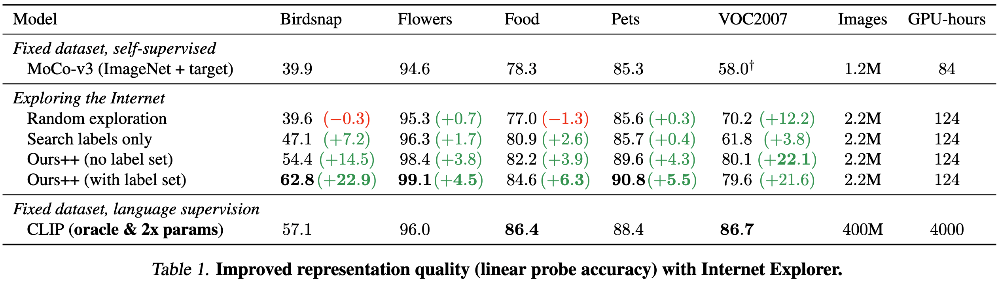 Model Birdsnap Flowers Food Pets VOC2007 Images GPU-hours
Fixed dataset, self-supervised
MoCo-v3 (ImageNet + target) 39.9 94.6 78.3 85.3 58.0† 1.2M 84
Exploring the Internet
Random exploration 39.6 (−0.3) 95.3 (+0.7) 77.0 (−1.3) 85.6 (+0.3) 70.2 (+12.2) 2.2M 124
Search labels only 47.1 (+7.2) 96.3 (+1.7) 80.9 (+2.6) 85.7 (+0.4) 61.8 (+3.8) 2.2M 124
Ours++ (no label set) 54.4 (+14.5) 98.4 (+3.8) 82.2 (+3.9) 89.6 (+4.3) 80.1 (+22.1) 2.2M 124
Ours++ (with label set) 62.8 (+22.9) 99.1 (+4.5) 84.6 (+6.3) 90.8 (+5.5) 79.6 (+21.6) 2.2M 124
Fixed dataset, language supervision
CLIP (oracle & 2x params) 57.1 96.0 86.4 88.4 86.7 400M 4000
Table 1. Improved representation quality (linear probe accuracy) with Internet Explorer.